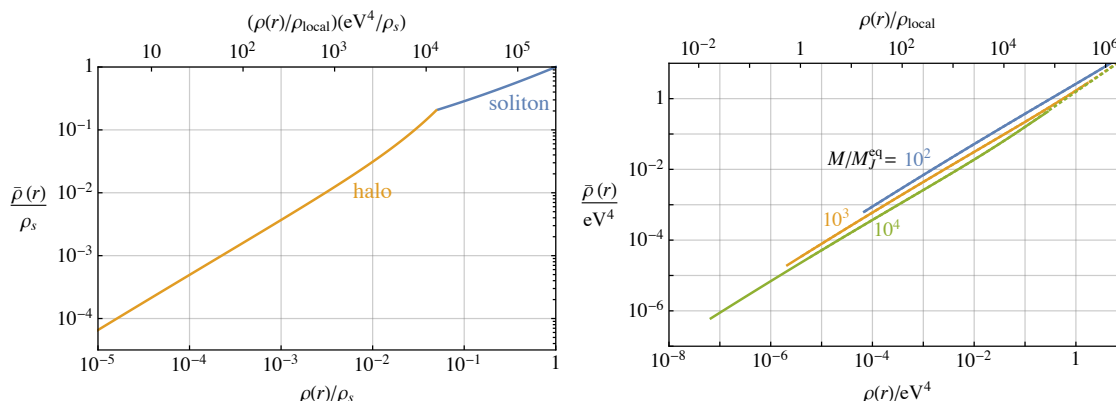 (ρ(r)/ρ_local)(eV⁴/ρ_s)
10 10² 10³ 10⁴ 10⁵
1
10⁻¹
10⁻²
10⁻³
10⁻⁴
ρ̄(r)
ρ_s
soliton
halo
10⁻⁵ 10⁻⁴ 10⁻³ 10⁻² 10⁻¹ 1
ρ(r)/ρ_s
ρ(r)/ρ_local
10⁻² 1 10² 10⁴ 10⁶
1
10⁻²
10⁻⁴
10⁻⁶
ρ̄(r)
eV⁴
M/M_J^eq = 10²
10³
10⁴
10⁻⁸ 10⁻⁶ 10⁻⁴ 10⁻² 1
ρ(r)/eV⁴